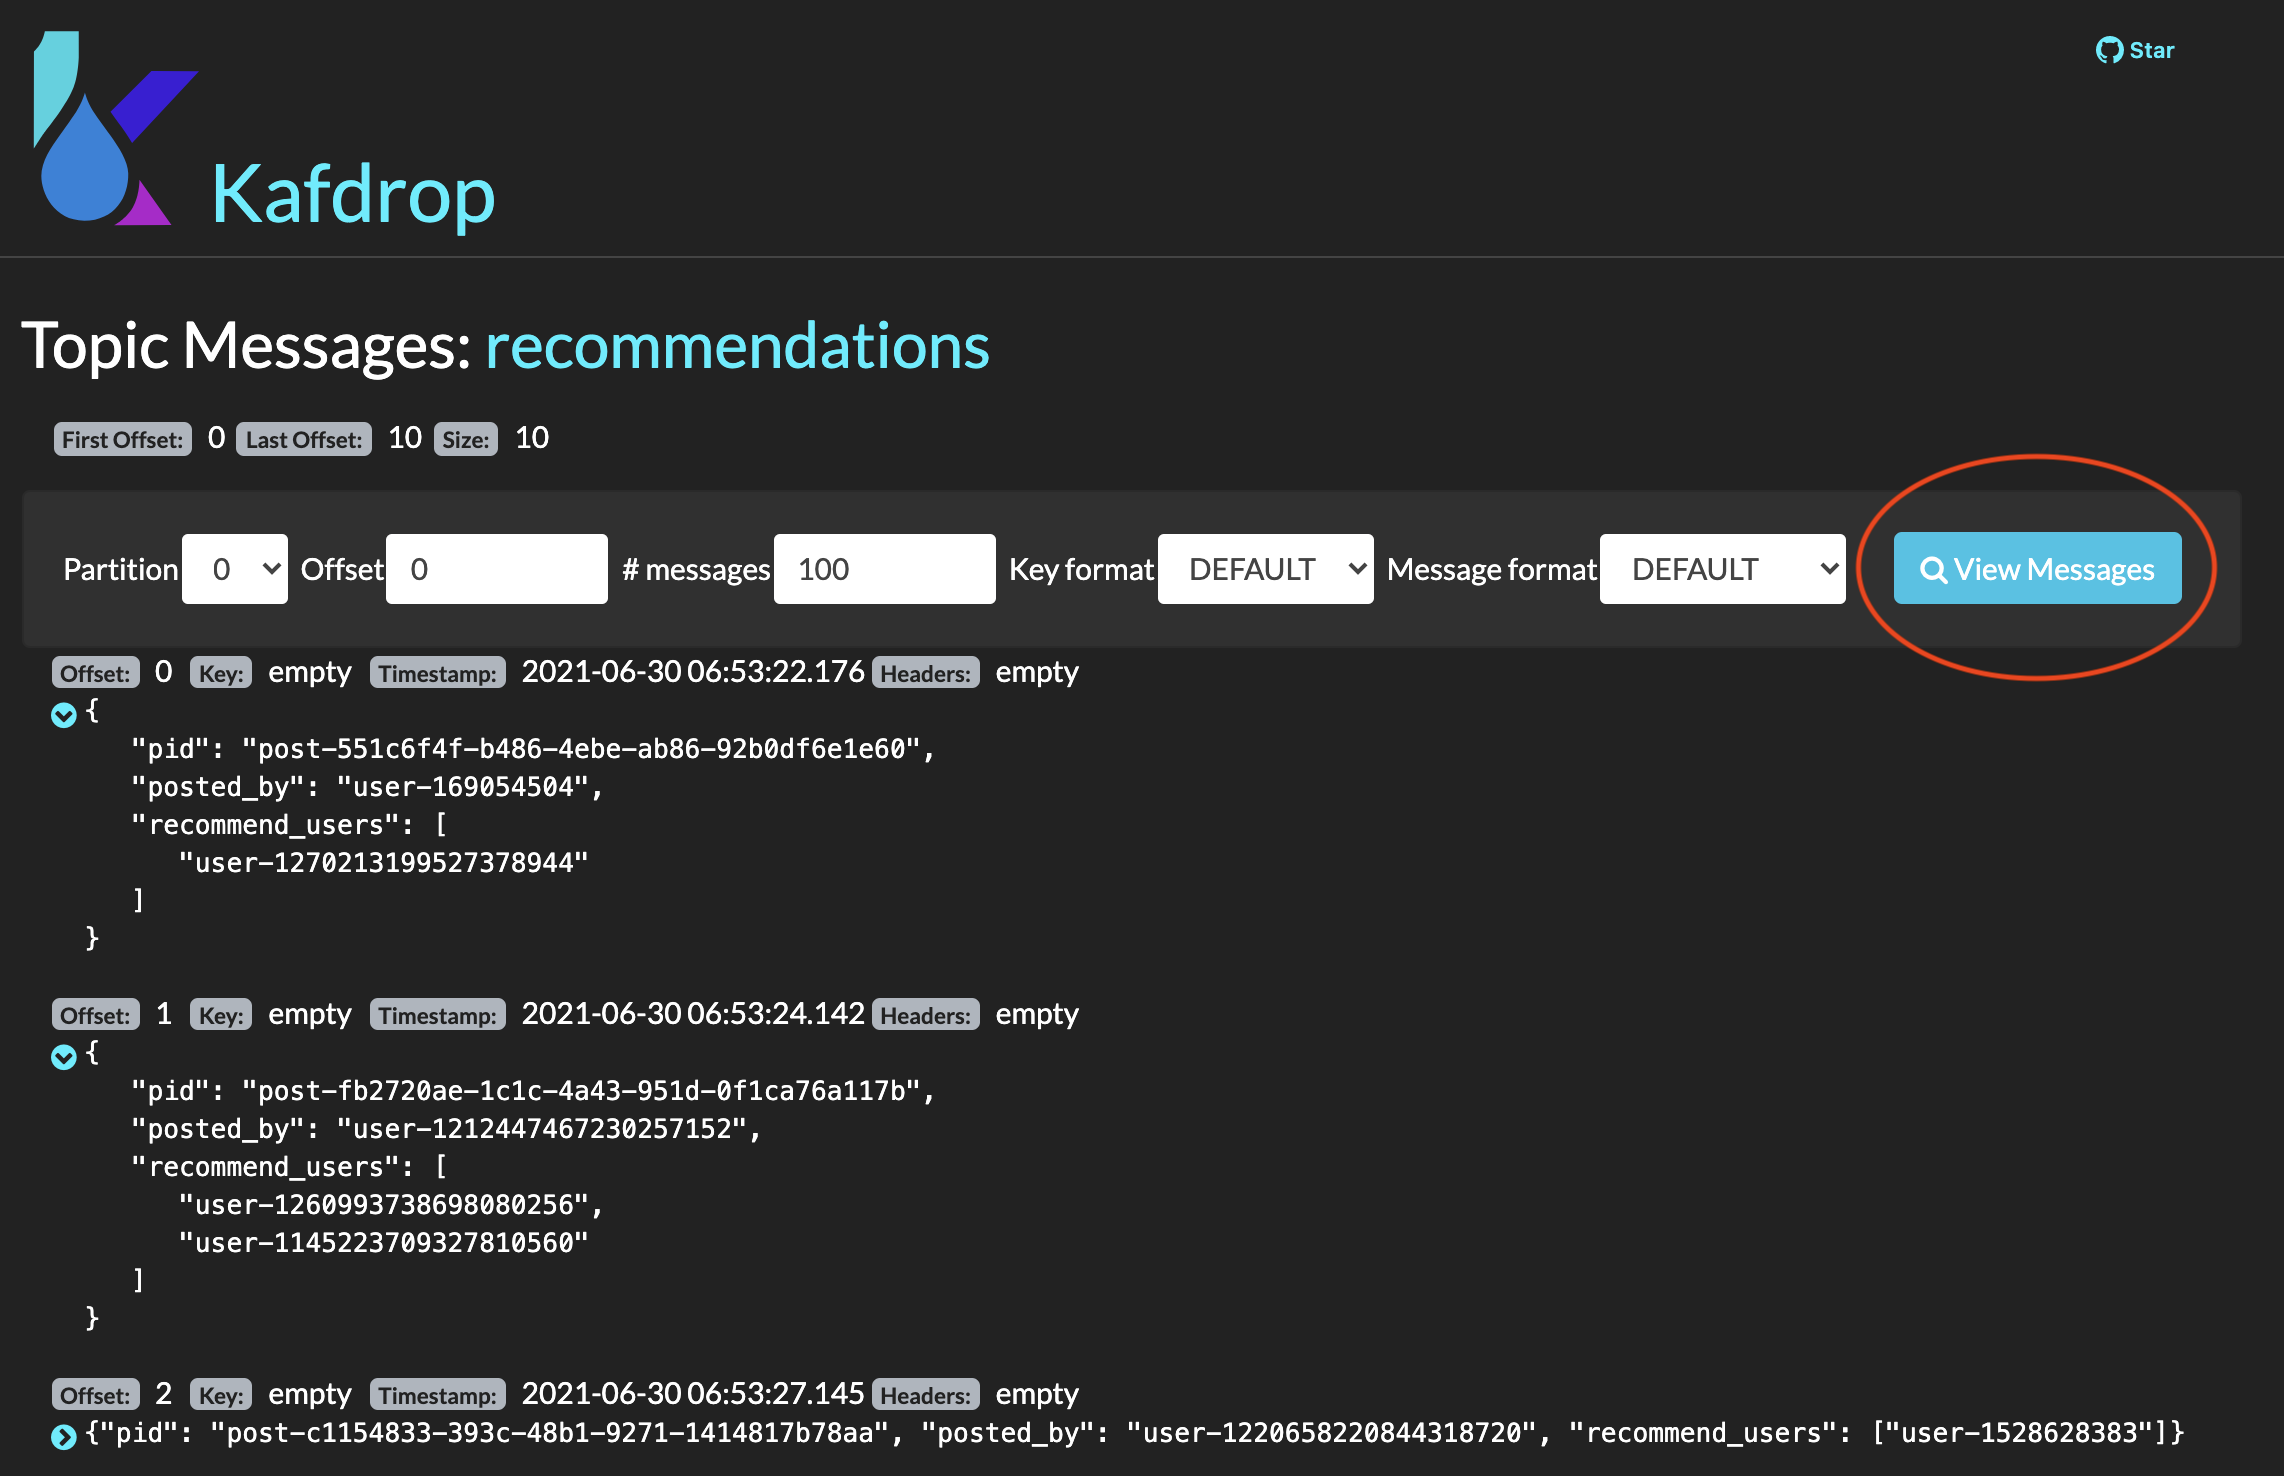 Star
Kafdrop
Topic Messages: recommendations
First Offset: 0 Last Offset: 10 Size: 10
Partition 0 Offset 0 # messages 100 Key format DEFAULT Message format DEFAULT View Messages
Offset: 0 Key: empty Timestamp: 2021-06-30 06:53:22.176 Headers: empty
{
"pid": "post-551c6f4f-b486-4ebe-ab86-92b0df6e1e60",
"posted_by": "user-169054504",
"recommend_users": [
"user-1270213199527378944"
]
}
Offset: 1 Key: empty Timestamp: 2021-06-30 06:53:24.142 Headers: empty
{
"pid": "post-fb2720ae-1c1c-4a43-951d-0f1ca76a117b",
"posted_by": "user-1212447467230257152",
"recommend_users": [
"user-1260993738698080256",
"user-1145223709327810560"
]
}
Offset: 2 Key: empty Timestamp: 2021-06-30 06:53:27.145 Headers: empty
{"pid": "post-c1154833-393c-48b1-9271-1414817b78aa", "posted_by": "user-1220658220844318720", "recommend_users": ["user-1528628383"]}